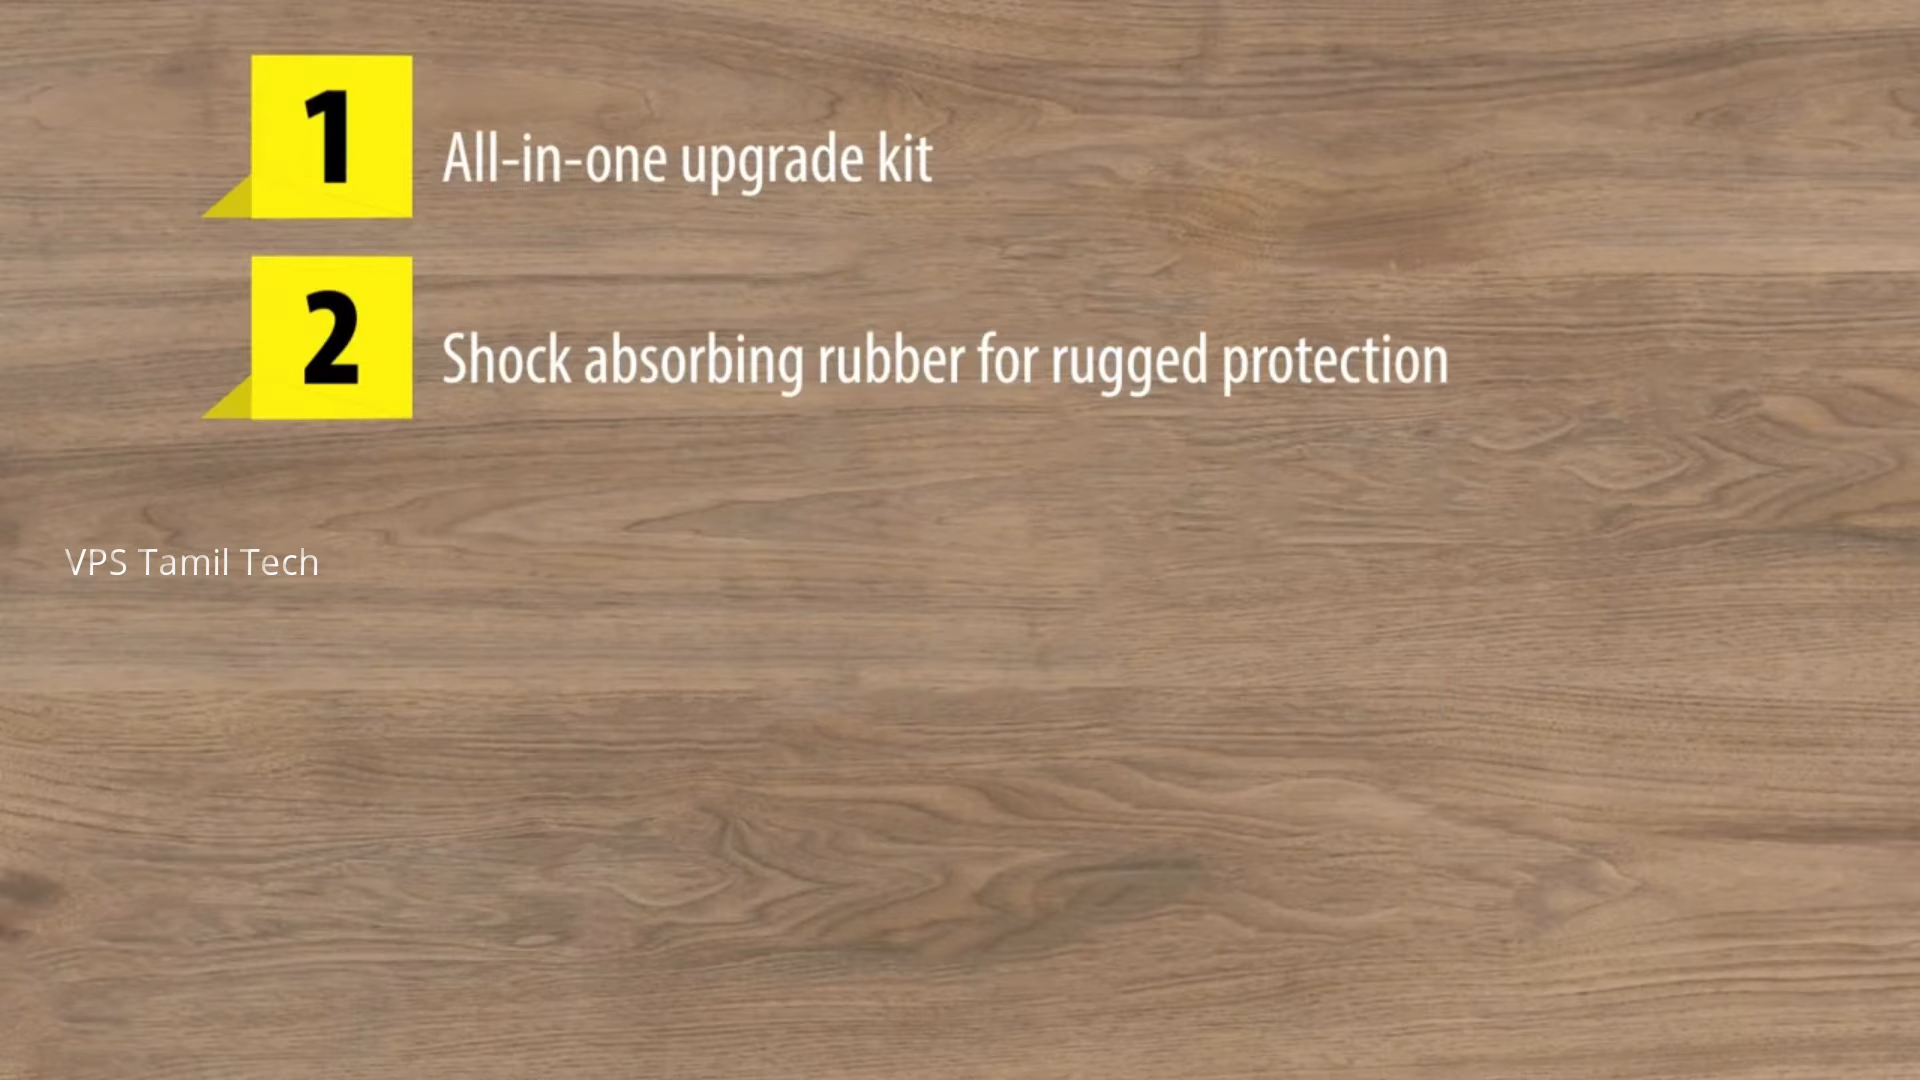 1
All-in-one upgrade kit
2
Shock absorbing rubber for rugged protection
VPS Tamil Tech